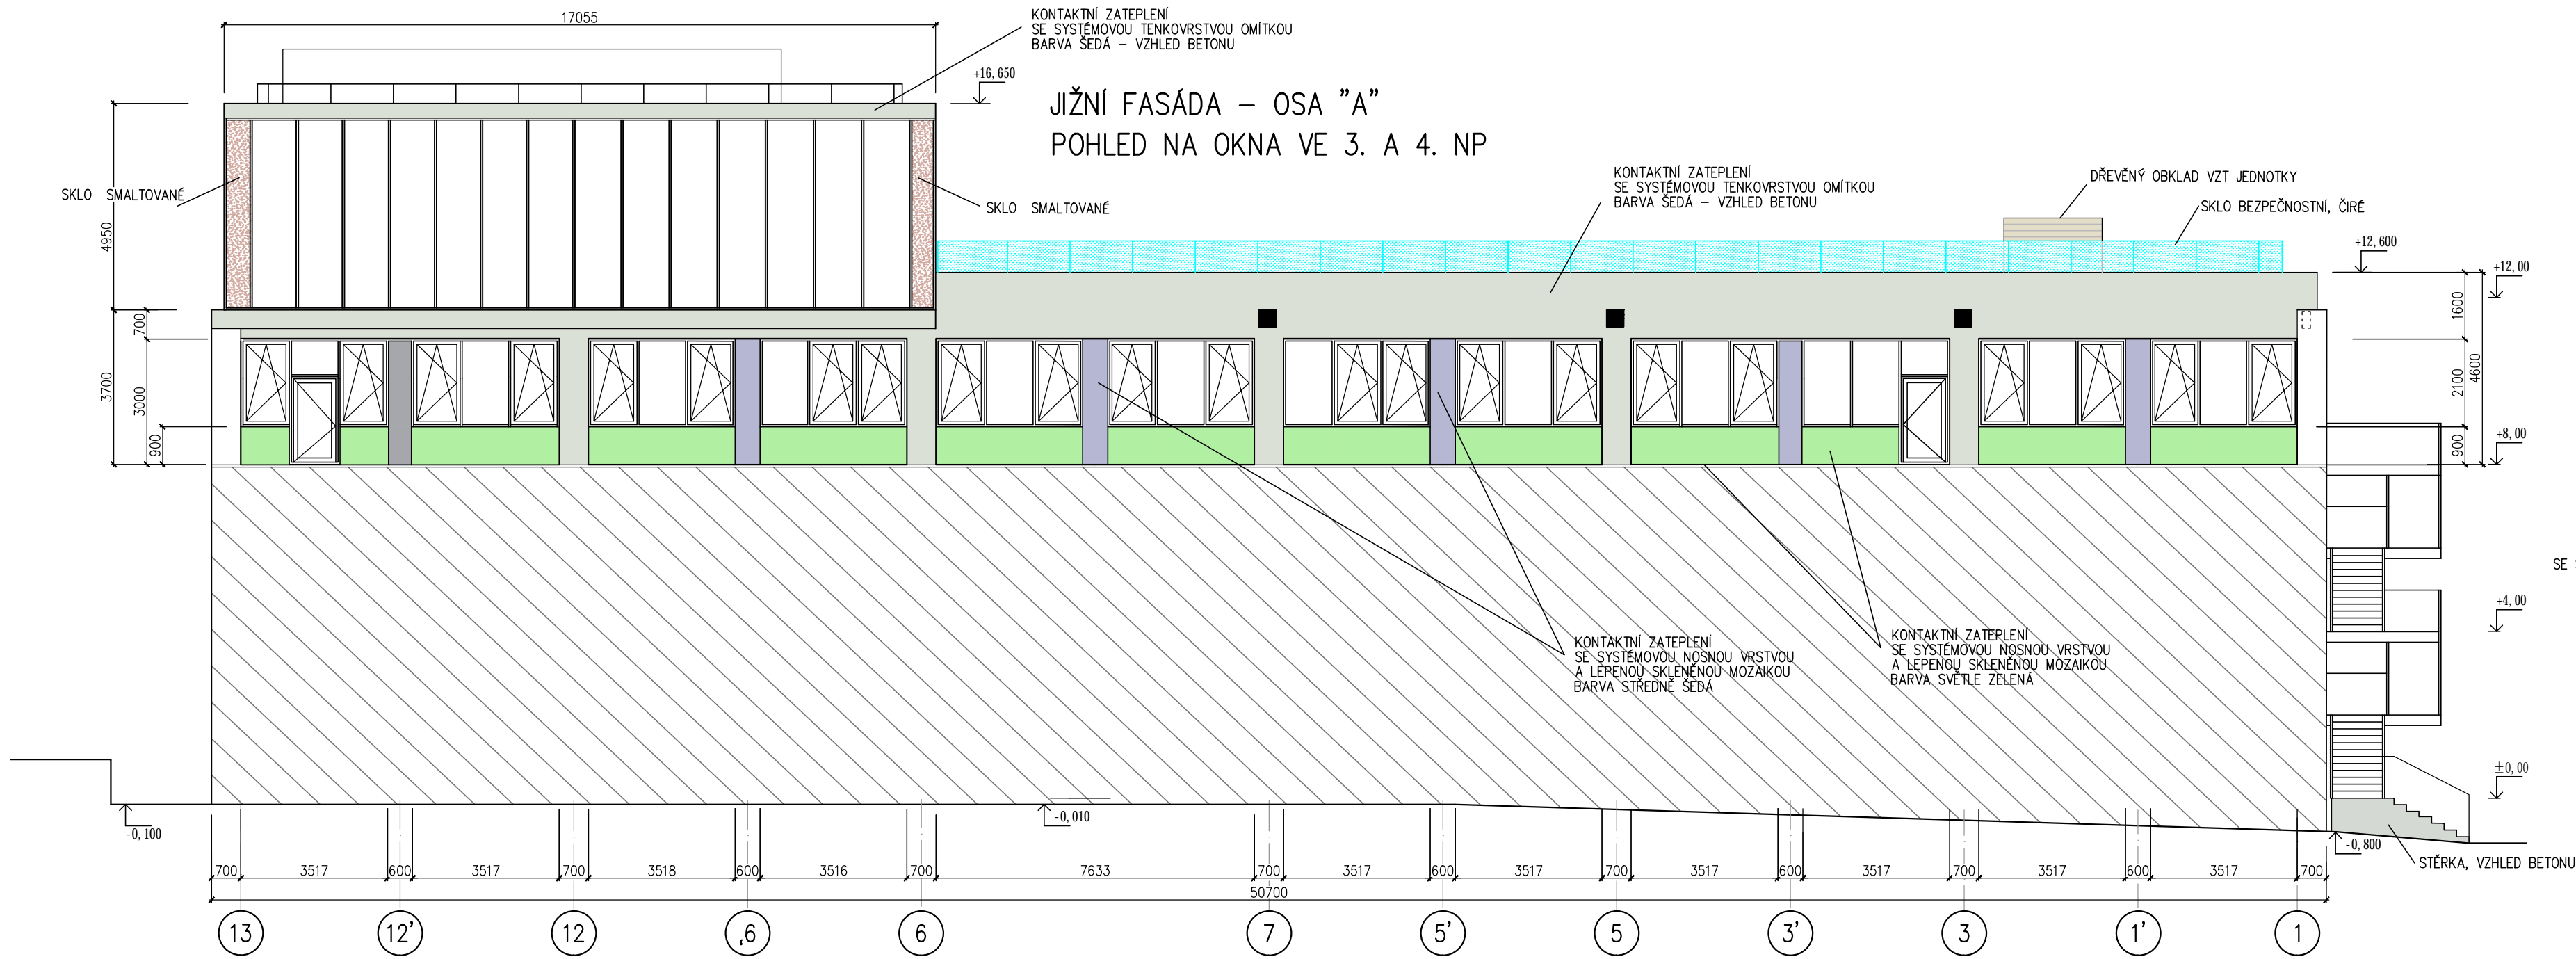 17055
KONTAKTNÍ ZATEPLENÍ
SE SYSTÉMOVOU TENKOVRSTVOU OMÍTKOU
BARVA ŠEDÁ – VZHLED BETONU
+16,650
JIŽNÍ FASÁDA – OSA "A"
POHLED NA OKNA VE 3. A 4. NP
SKLO SMALTOVANÉ
SKLO SMALTOVANÉ
KONTAKTNÍ ZATEPLENÍ
SE SYSTÉMOVOU TENKOVRSTVOU OMÍTKOU
BARVA ŠEDÁ – VZHLED BETONU
DŘEVĚNÝ OBKLAD VZT JEDNOTKY
SKLO BEZPEČNOSTNÍ, ČIRÉ
+12,600
+12,00
4950
700
3700
3000
900
1600
2100
4600
900
+8,00
SE
+4,00
KONTAKTNÍ ZATEPLENÍ
SE SYSTÉMOVOU NOSNOU VRSTVOU
A LEPENOU SKLENĚNOU MOZAIKOU
BARVA STŘEDNĚ ŠEDÁ
KONTAKTNÍ ZATEPLENÍ
SE SYSTÉMOVOU NOSNOU VRSTVOU
A LEPENOU SKLENĚNOU MOZAIKOU
BARVA SVĚTLE ZELENÁ
±0,00
-0,100
-0,010
-0,800
STĚRKA, VZHLED BETONU
700 3517 600 3517 700 3518 600 3516 700 7633 700 3517 600 3517 700 3517 600 3517 700 3517 600 3517 700
50700
13 12' 12 ,6 6 7 5' 5 3' 3 1' 1